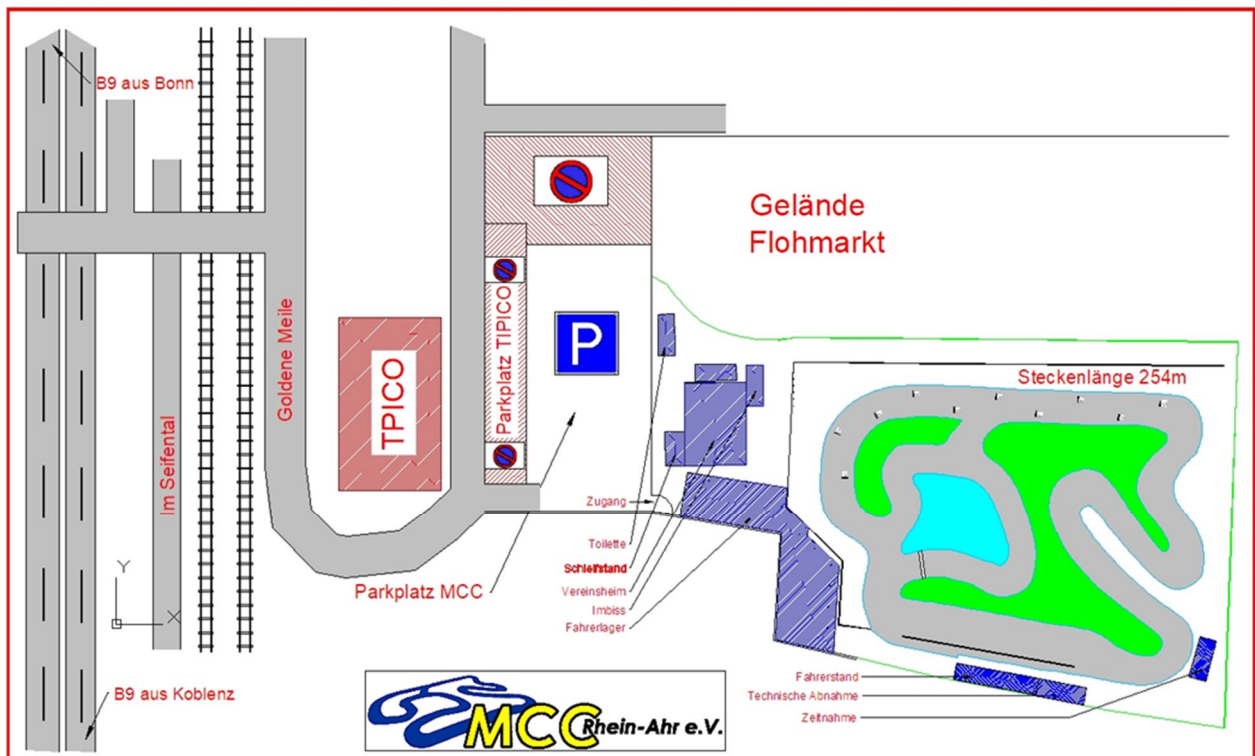 B9 aus Bonn
Gelände
Flohmarkt
Goldene Meile
Im Seifental
TPICO
Parkplatz TIPICO
P
Steckenlänge 254m
Zugang
Toilette
Schleifstand
Vereinsheim
Imbiss
Fahrerlager
Parkplatz MCC
Y
X
B9 aus Koblenz
Fahrerstand
Technische Abnahme
Zeitnahme
MCC Rhein-Ahr e.V.